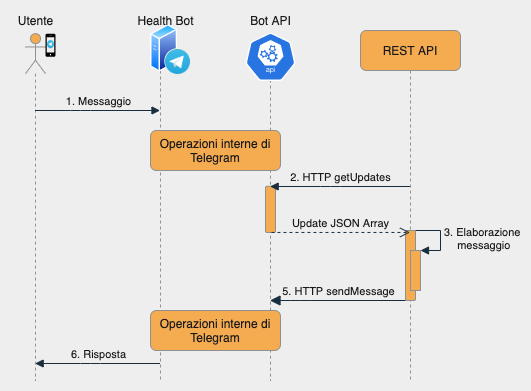 Utente
Health Bot
Bot API
api
REST API
1. Messaggio
Operazioni interne di
Telegram
2. HTTP getUpdates
Update JSON Array
3. Elaborazione
messaggio
5. HTTP sendMessage
Operazioni interne di
Telegram
6. Risposta